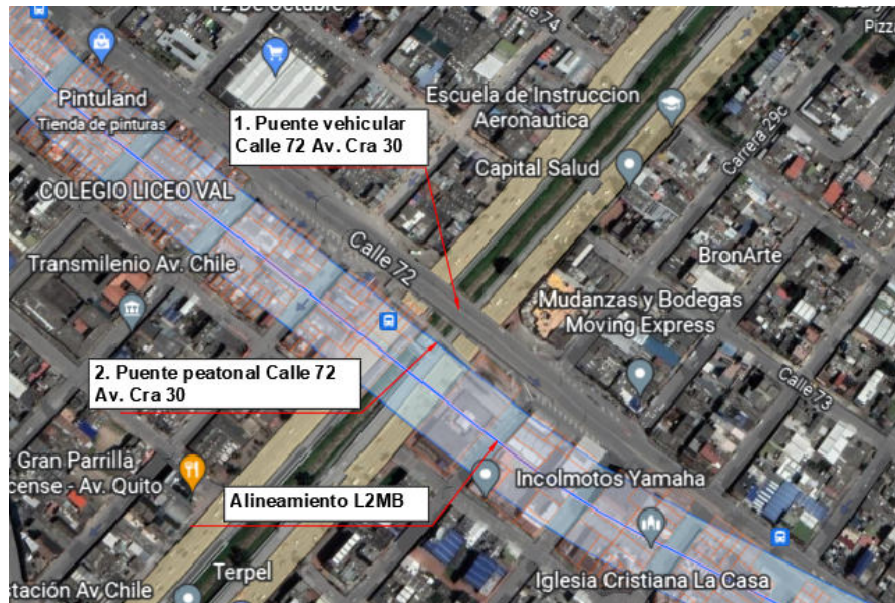 12 De Octubre
Calle 74
Pizza
Pintuland
Tienda de pinturas
1. Puente vehicular
Calle 72 Av. Cra 30
Escuela de Instruccion
Aeronautica
Carrera 29c
Capital Salud
COLEGIO LICEO VAL
Calle 72
BronArte
Transmilenio Av. Chile
Mudanzas y Bodegas
Moving Express
2. Puente peatonal Calle 72
Av. Cra 30
Calle 73
Gran Parrilla
cense - Av. Quito
Incolmotos Yamaha
Alineamiento L2MB
Terpel
Iglesia Cristiana La Casa
stación Av,Chile